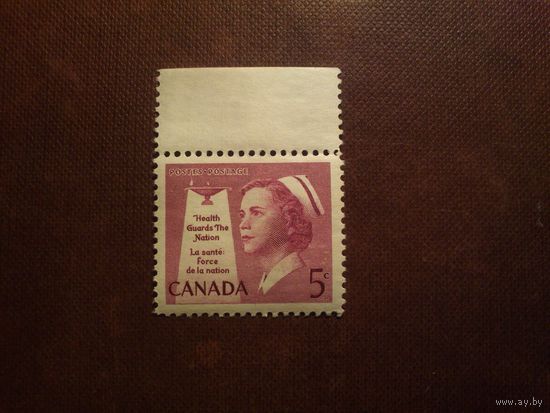 POSTES·POSTAGE
Health
Guards The
Nation
La santé:
Force
de la nation
CANADA 5c
www.ay.by